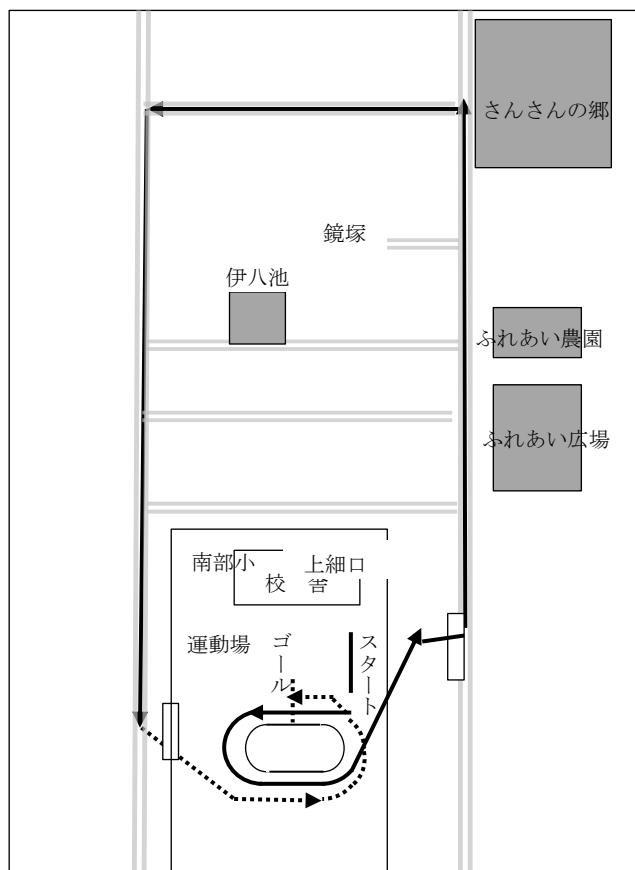 さんさんの郷
鏡塚
伊八池
ふれあい農園
ふれあい広場
南部小
上細口
校
舎
運動場
ゴール
スタート